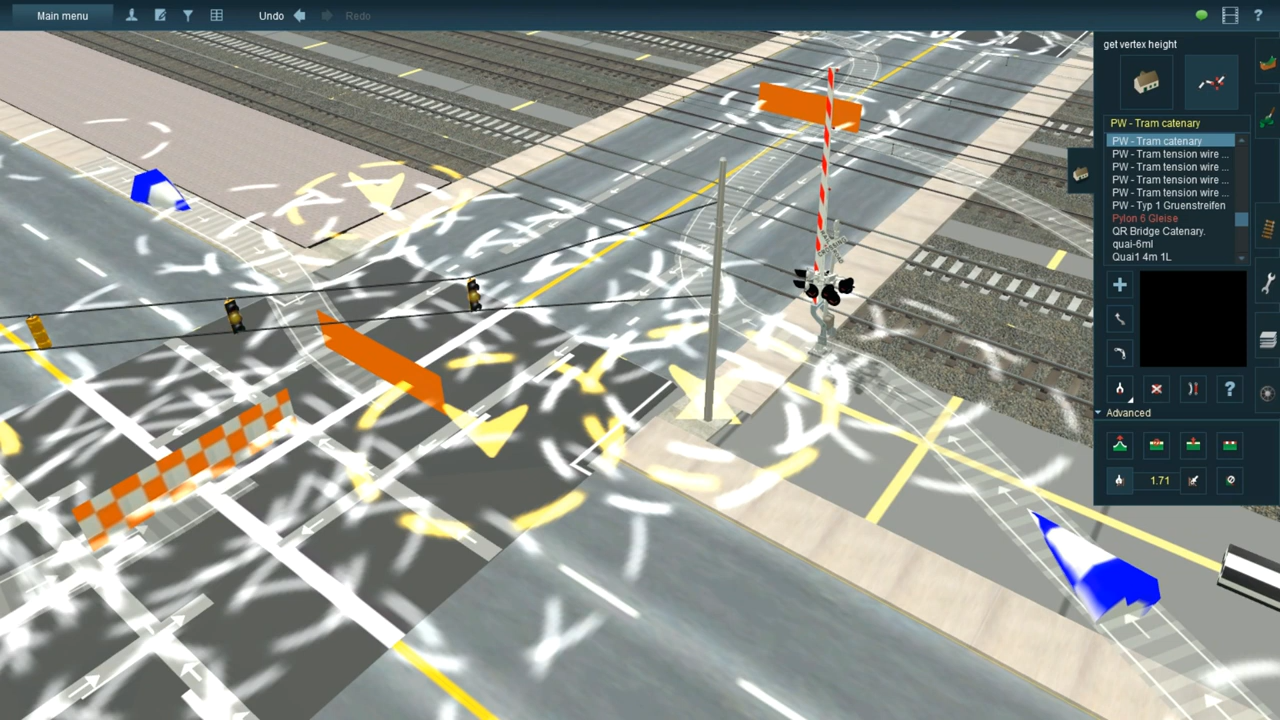 Main menu
Undo
Redo
?
get vertex height
PW - Tram catenary
PW - Tram catenary
PW - Tram tension wire ...
PW - Tram tension wire ...
PW - Tram tension wire ...
PW - Tram tension wire ...
PW - Typ 1 Gruenstreifen
Pylon 6 Gleise
QR Bridge Catenary.
quai-6ml
Quai1 4m 1L
?
Advanced
1.71